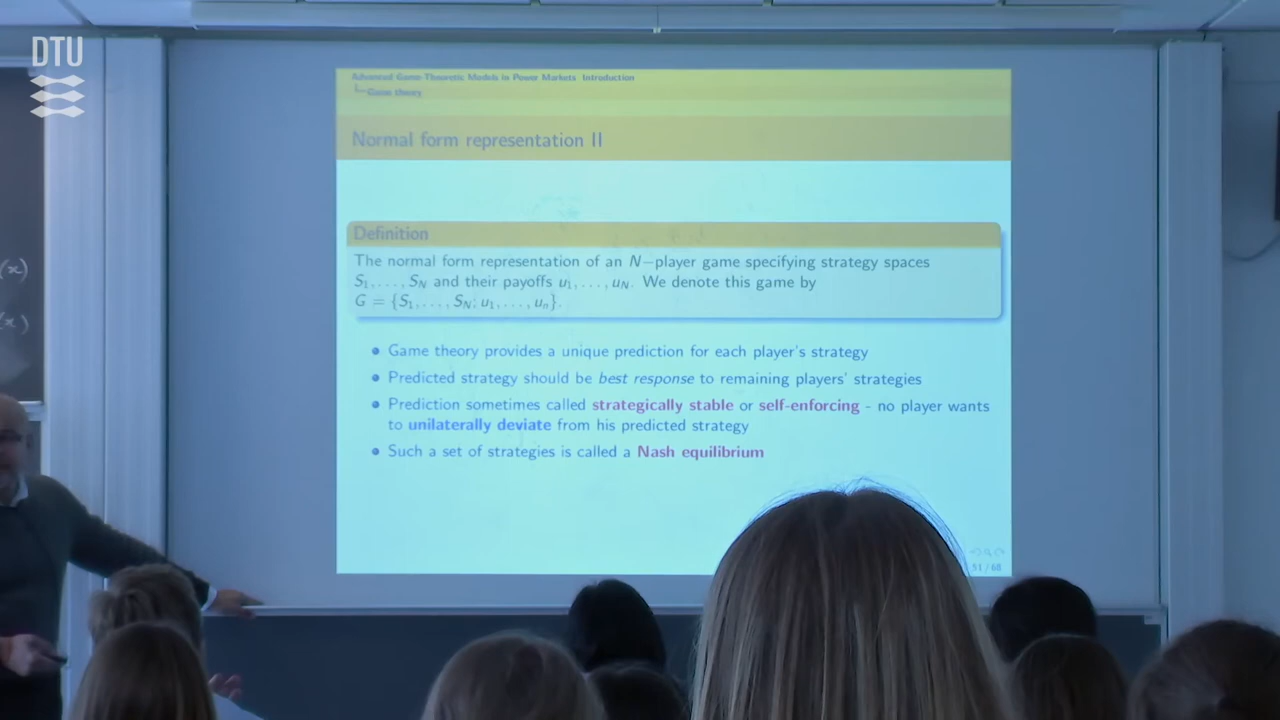 DTU
Advanced Game-Theoretic Models in Power Markets Introduction
Game theory
Normal form representation II
Definition
The normal form representation of an N−player game specifying strategy spaces
S₁, . . . , S_N and their payoffs u₁, . . . , u_N. We denote this game by
G = {S₁, . . . , S_N; u₁, . . . , uₙ}.
Game theory provides a unique prediction for each player's strategy
Predicted strategy should be best response to remaining players' strategies
Prediction sometimes called strategically stable or self-enforcing - no player wants
to unilaterally deviate from his predicted strategy
Such a set of strategies is called a Nash equilibrium
51 / 68
(x)
(x)